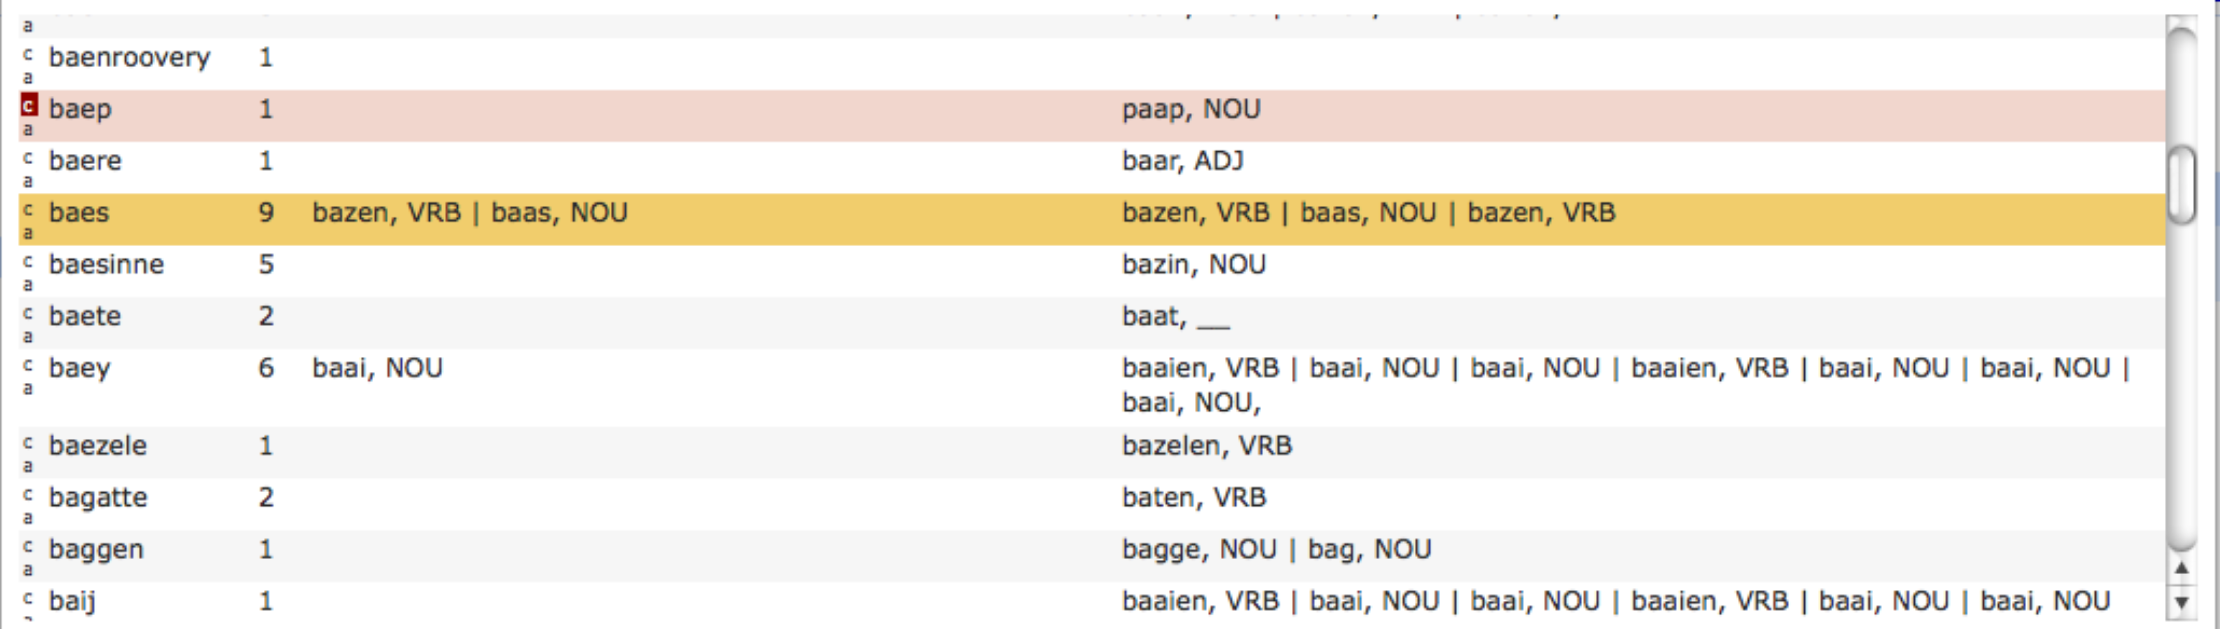 a
c baenroovery 1
a
c baep 1 paap, NOU
a
c baere 1 baar, ADJ
a
c baes 9 bazen, VRB | baas, NOU bazen, VRB | baas, NOU | bazen, VRB
a
c baesinne 5 bazin, NOU
a
c baete 2 baat, __
a
c baey 6 baai, NOU baaien, VRB | baai, NOU | baai, NOU | baaien, VRB | baai, NOU | baai, NOU |
a baai, NOU,
c baezele 1 bazelen, VRB
a
c bagatte 2 baten, VRB
a
c baggen 1 bagge, NOU | bag, NOU
a
c baij 1 baaien, VRB | baai, NOU | baai, NOU | baaien, VRB | baai, NOU | baai, NOU